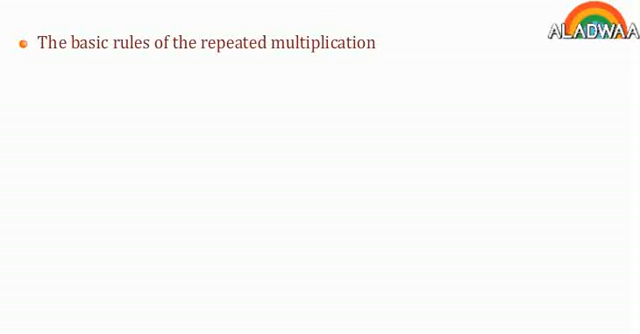 The basic rules of the repeated multiplication
ALADWAA